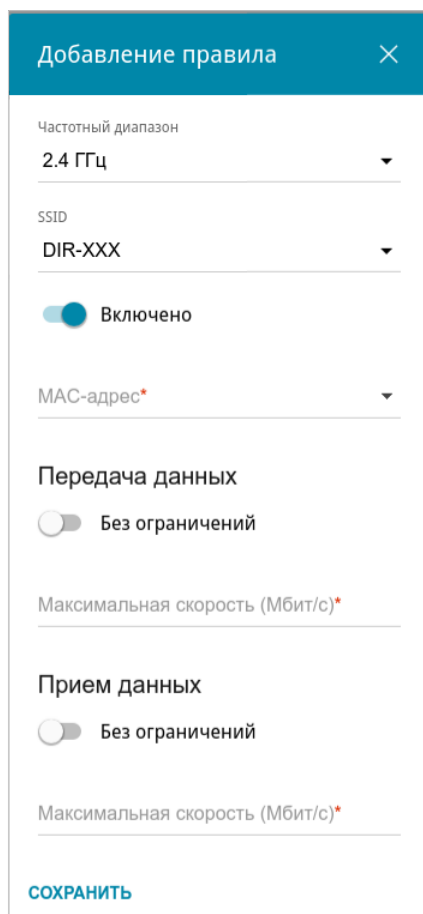 Добавление правила
Частотный диапазон
2.4 ГГц
SSID
DIR-XXX
Включено
MAC-адрес*
Передача данных
Без ограничений
Максимальная скорость (Мбит/с)*
Прием данных
Без ограничений
Максимальная скорость (Мбит/с)*
СОХРАНИТЬ